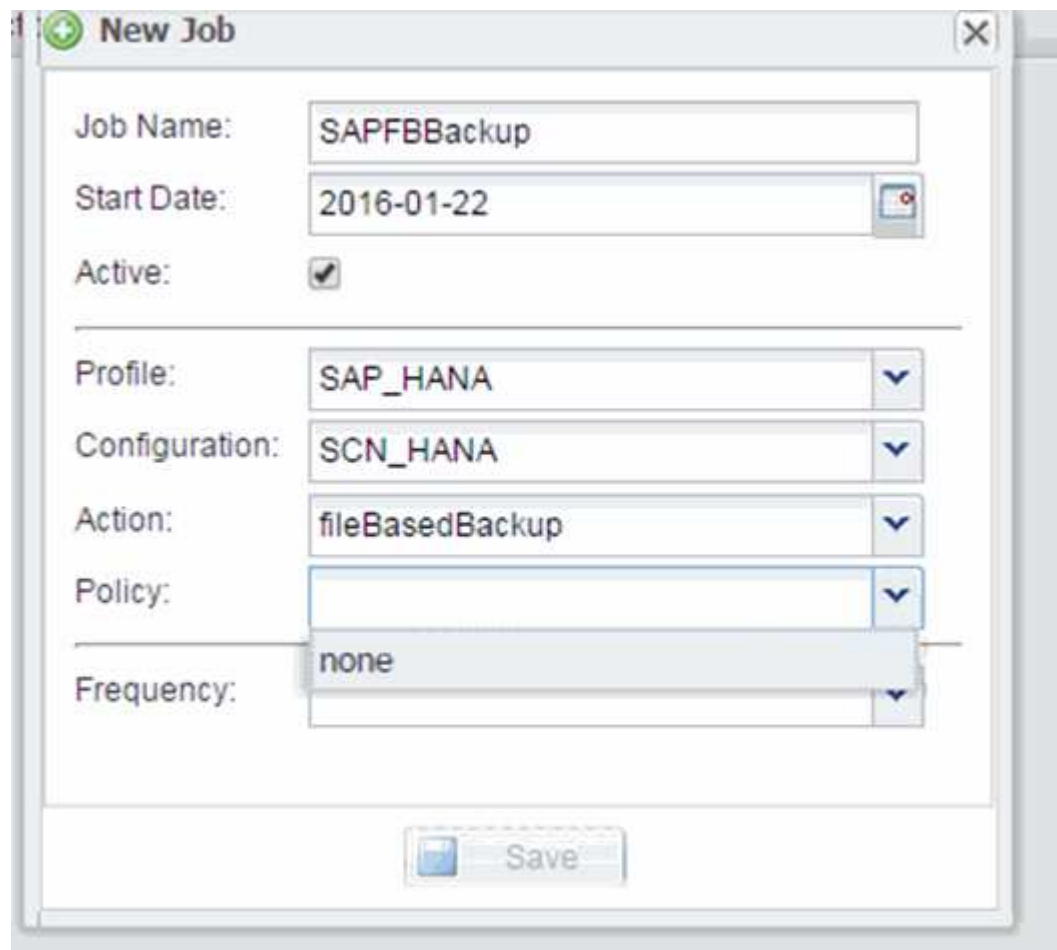 New Job
Job Name: SAPFBBackup
Start Date: 2016-01-22
Active:
Profile: SAP_HANA
Configuration: SCN_HANA
Action: fileBasedBackup
Policy:
none
Frequency:
Save